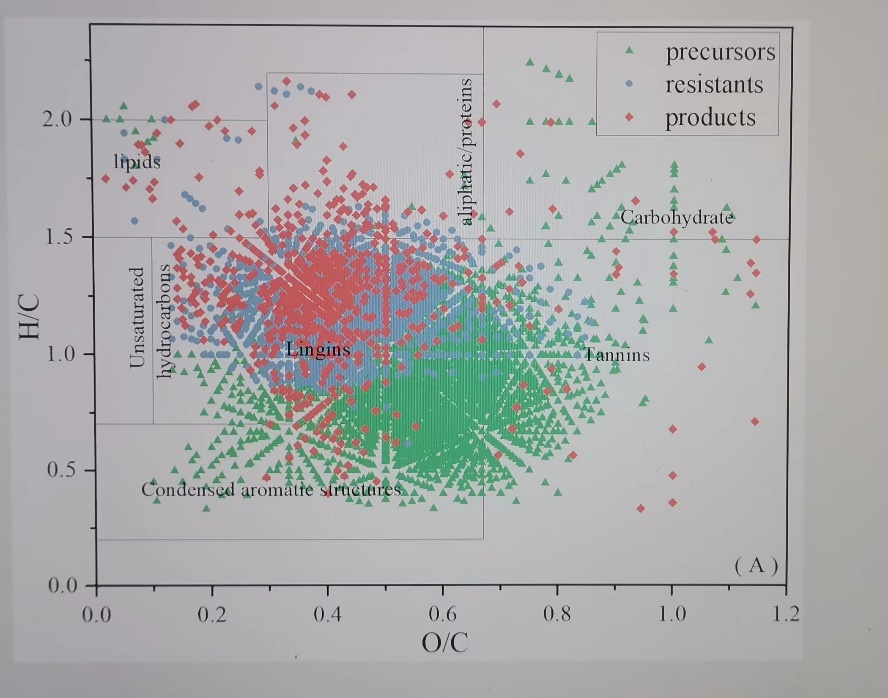 precursors
resistants
products
2.0
aliphatic/proteins
lipids
Carbohydrate
1.5
Unsaturated
hydrocarbons
H/C
Lingins
1.0
Tannins
0.5
Condensed aromatic structures
(A)
0.0
0.0 0.2 0.4 0.6 0.8 1.0 1.2
O/C